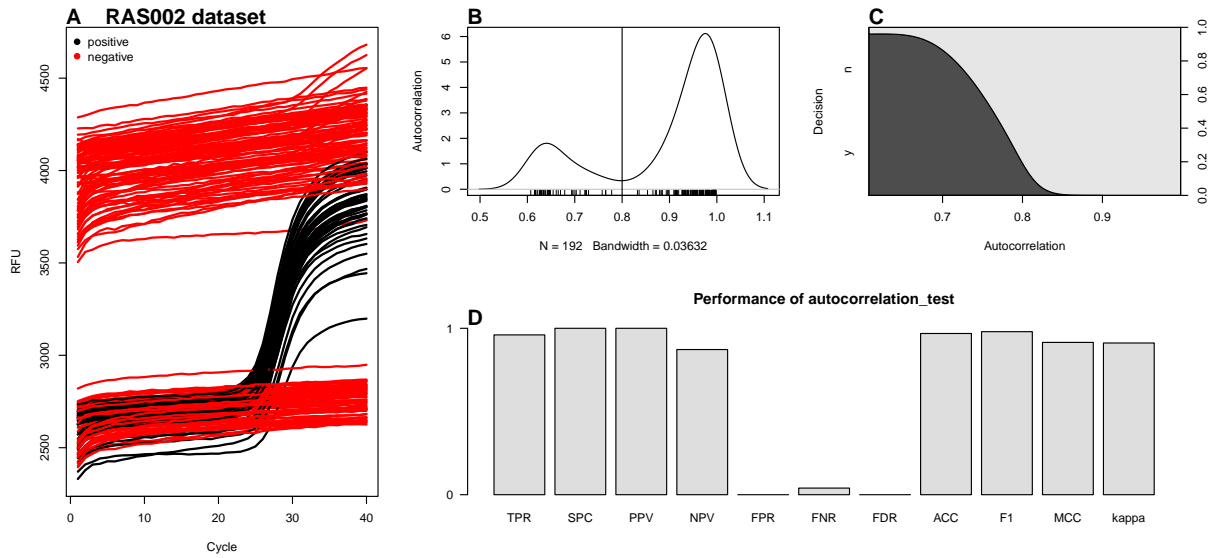 A RAS002 dataset
positive
negative
4500
4000
3500
3000
2500
RFU
0 10 20 30 40
Cycle
B
6
5
4
3
2
1
0
Autocorrelation
0.5 0.6 0.7 0.8 0.9 1.0 1.1
N = 192 Bandwidth = 0.03632
C
n
y
Decision
1.0
0.8
0.6
0.4
0.2
0.0
0.7 0.8 0.9
Autocorrelation
Performance of autocorrelation_test
D
1
0
TPR SPC PPV NPV FPR FNR FDR ACC F1 MCC kappa